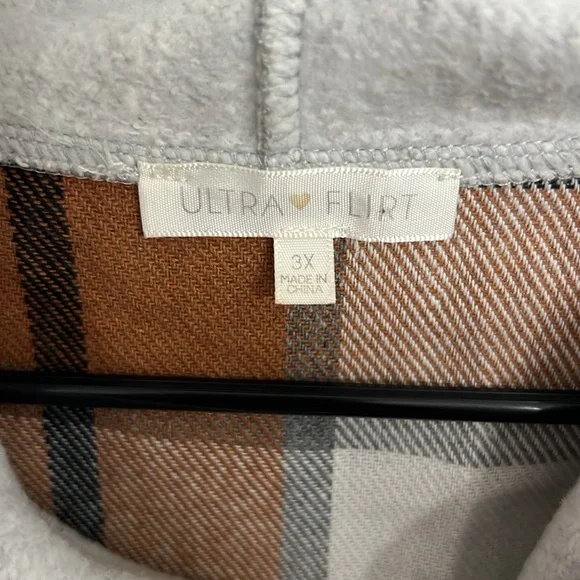 ULTRA FLIRT
3X
MADE IN
CHINA